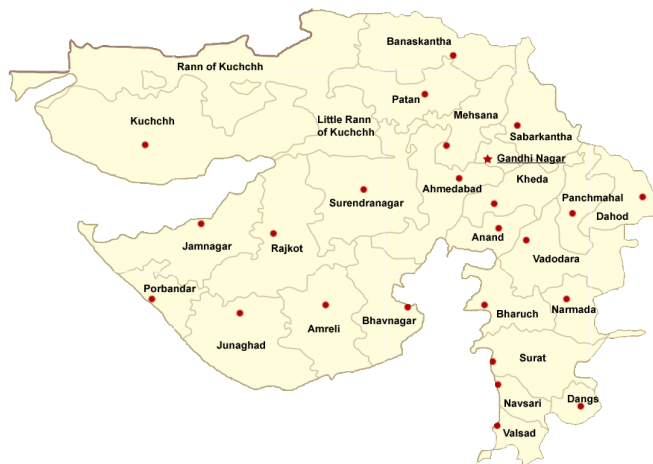 Banaskantha
Rann of Kuchchh
Patan
Mehsana
Kuchchh
Little Rann
of Kuchchh
Sabarkantha
Gandhi Nagar
Kheda
Ahmedabad
Surendranagar
Panchmahal
Dahod
Anand
Jamnagar
Rajkot
Vadodara
Porbandar
Bharuch
Narmada
Junaghad
Amreli
Bhavnagar
Surat
Navsari
Dangs
Valsad